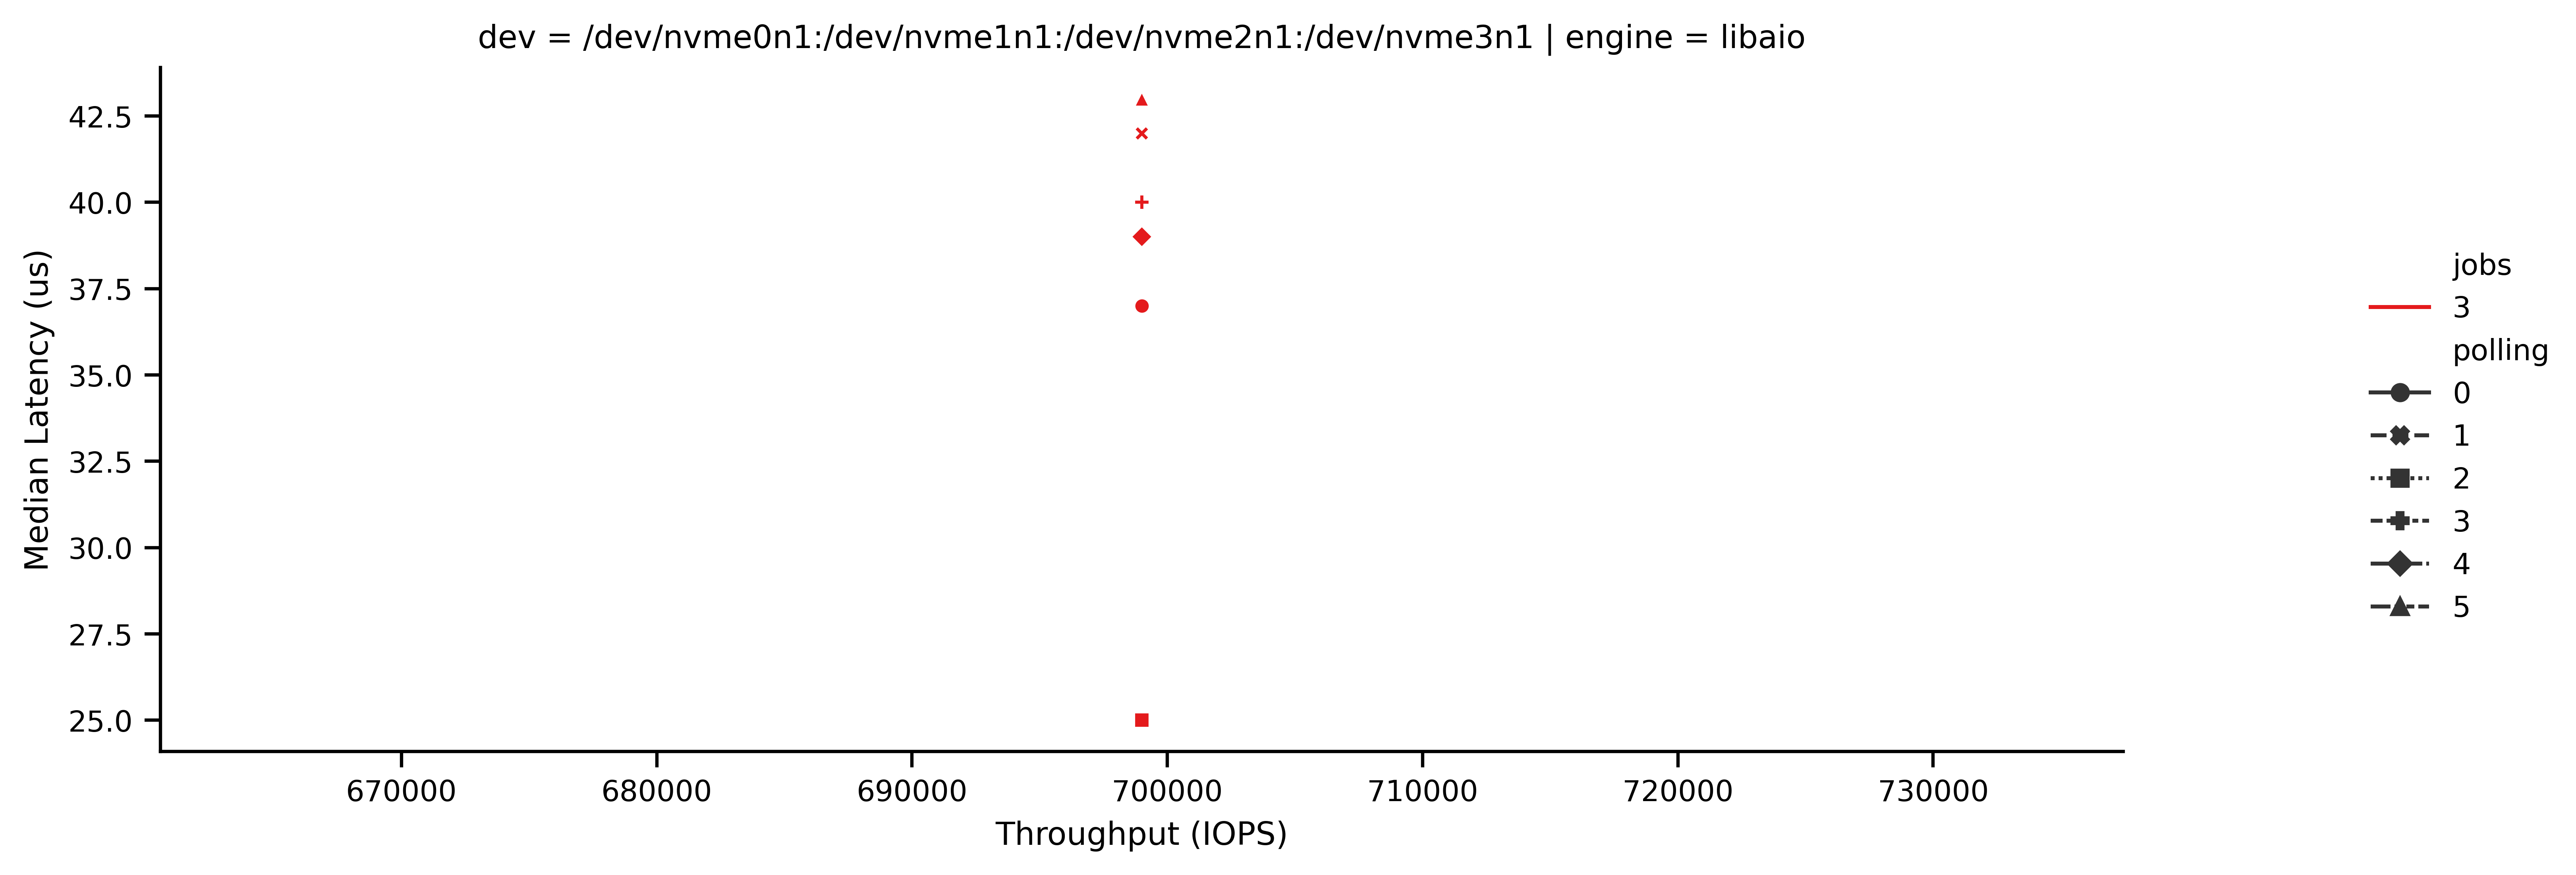 dev = /dev/nvme0n1:/dev/nvme1n1:/dev/nvme2n1:/dev/nvme3n1 | engine = libaio
Median Latency (us)
42.5
40.0
37.5
35.0
32.5
30.0
27.5
25.0
670000 680000 690000 700000 710000 720000 730000
Throughput (IOPS)
jobs
3
polling
0
1
2
3
4
5